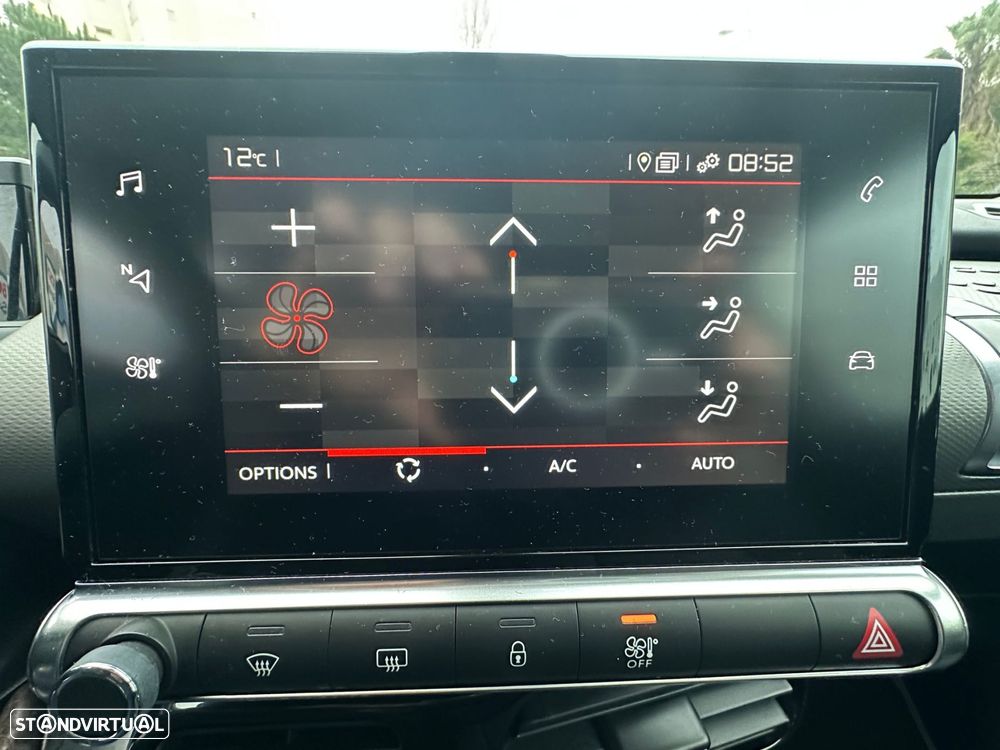 12°C
08:52
N
OPTIONS
A/C
AUTO
OFF
STANDVIRTUAL